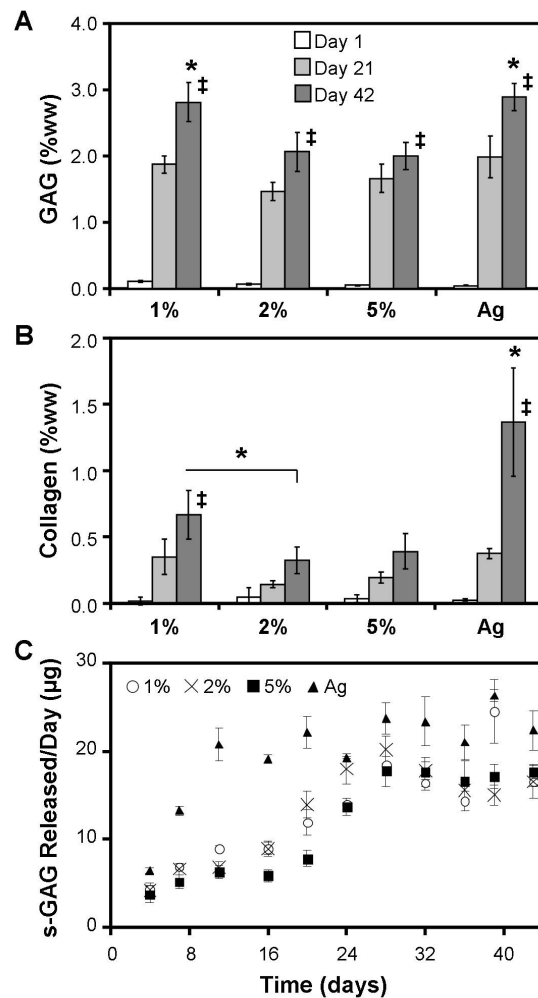 A
GAG (%ww)
4.0
3.0
2.0
1.0
0.0
Day 1
Day 21
Day 42
* ‡
‡
‡
* ‡
1% 2% 5% Ag
B
Collagen (%ww)
2.0
1.5
1.0
0.5
0.0
‡
*
*
‡
1% 2% 5% Ag
C
s-GAG Released/Day (µg)
30
20
10
0
1% 2% 5% Ag
0 8 16 24 32 40
Time (days)